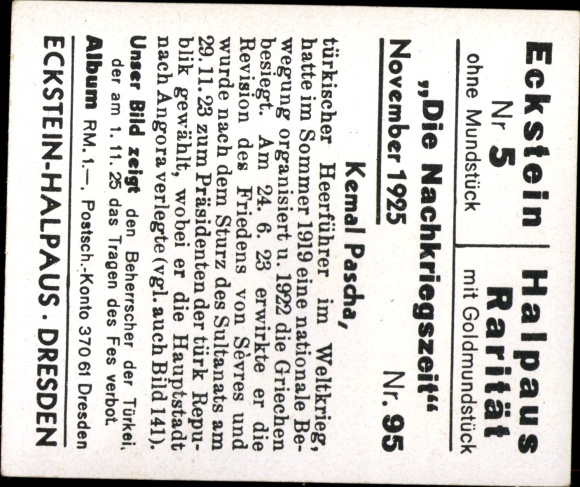 Eckstein
Nr 5
ohne Mundstück
Halpaus
Rarität
mit Goldmundstück
„Die Nachkriegszeit“
November 1925 Nr. 95
Kemal Pascha,
türkischer Heerführer im Weltkrieg,
hatte im Sommer 1919 eine nationale Be-
wegung organisiert u. 1922 die Griechen
besiegt. Am 24. 6. 23 erwirkte er die
Revision des Friedens von Sèvres und
wurde nach dem Sturz des Sultanats am
29. 11. 23 zum Präsidenten der türk Repu-
blik gewählt, wobei er die Hauptstadt
nach Angora verlegte (vgl. auch Bild 141).
Unser Bild zeigt den Beherrscher der Türkei,
der am 1. 11. 25 das Tragen des Fes verbot.
Album RM. 1.—, Postsch.-Konto 370 61 Dresden
ECKSTEIN-HALPAUS · DRESDEN